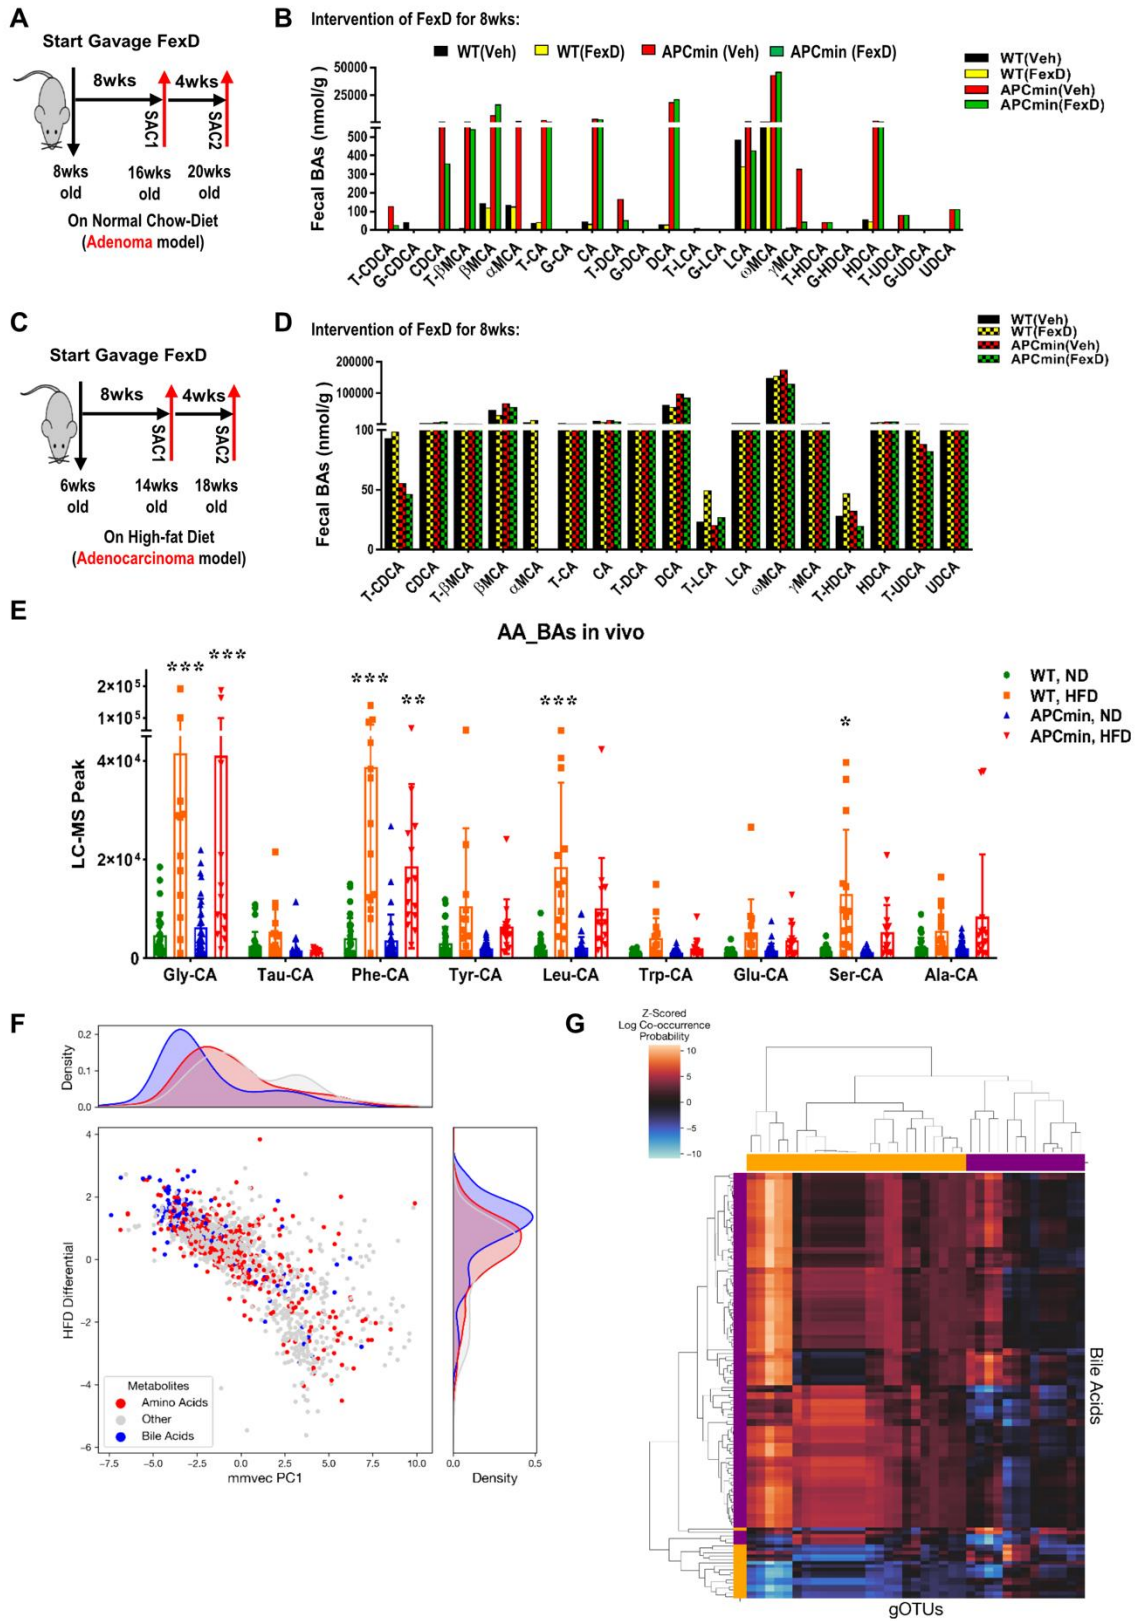 A
Start Gavage FexD
8wks
4wks
SAC1
SAC2
8wks old
16wks old
20wks old
On Normal Chow-Diet
(Adenoma model)
B
Intervention of FexD for 8wks:
WT(Veh)
WT(FexD)
APCmin (Veh)
APCmin (FexD)
WT(Veh)
WT(FexD)
APCmin(Veh)
APCmin(FexD)
Fecal BAs (nmol/g)
50000
25000
500
400
300
200
100
0
T-CDCA
G-CDCA
CDCA
T-βMCA
βMCA
αMCA
T-CA
G-CA
CA
T-DCA
G-DCA
DCA
T-LCA
G-LCA
LCA
ωMCA
γMCA
T-HDCA
G-HDCA
HDCA
T-UDCA
G-UDCA
UDCA
C
Start Gavage FexD
8wks
4wks
SAC1
SAC2
6wks old
14wks old
18wks old
On High-fat Diet
(Adenocarcinoma model)
D
Intervention of FexD for 8wks:
WT(Veh)
WT(FexD)
APCmin(Veh)
APCmin(FexD)
Fecal BAs (nmol/g)
200000
100000
100
50
0
T-CDCA
CDCA
T-βMCA
βMCA
αMCA
T-CA
CA
T-DCA
DCA
T-LCA
LCA
ωMCA
γMCA
T-HDCA
HDCA
T-UDCA
UDCA
E
AA_BAs in vivo
LC-MS Peak
2×10⁵
1×10⁵
4×10⁴
2×10⁴
0
***
***
***
**
***
*
WT, ND
WT, HFD
APCmin, ND
APCmin, HFD
Gly-CA
Tau-CA
Phe-CA
Tyr-CA
Leu-CA
Trp-CA
Glu-CA
Ser-CA
Ala-CA
F
Density
0.2
0.1
0.0
HFD Differential
4
2
0
−2
−4
−6
Metabolites
Amino Acids
Other
Bile Acids
−7.5
−5.0
−2.5
0.0
2.5
5.0
7.5
10.0
mmvec PC1
0.0
0.5
Density
G
Z-Scored
Log Co-occurrence
Probability
10
5
0
−5
−10
Bile Acids
gOTUs